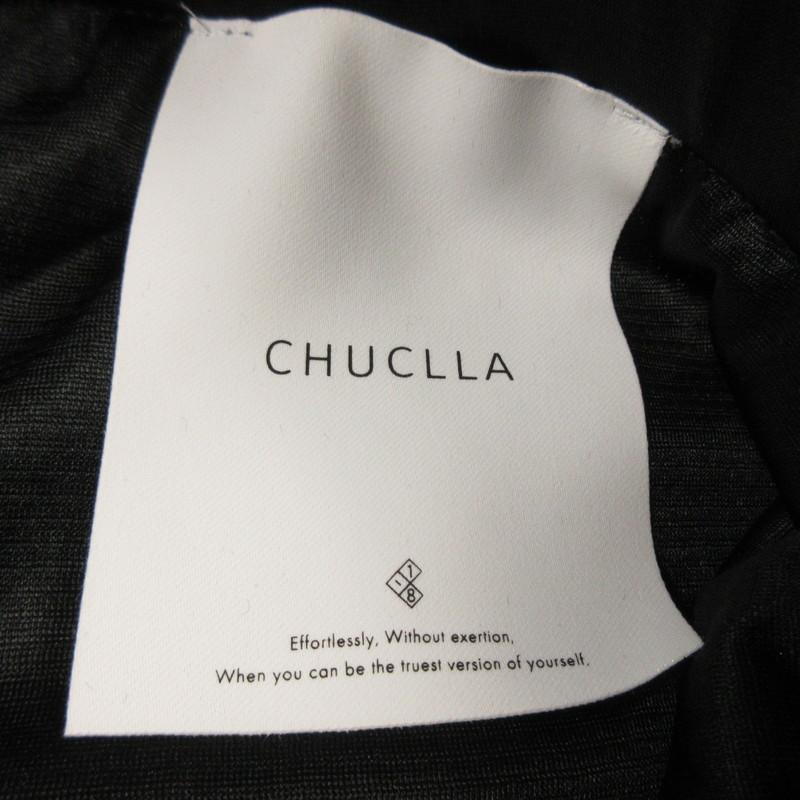 CHUCLLA
1
8
Effortlessly, Without exertion,
When you can be the truest version of yourself.